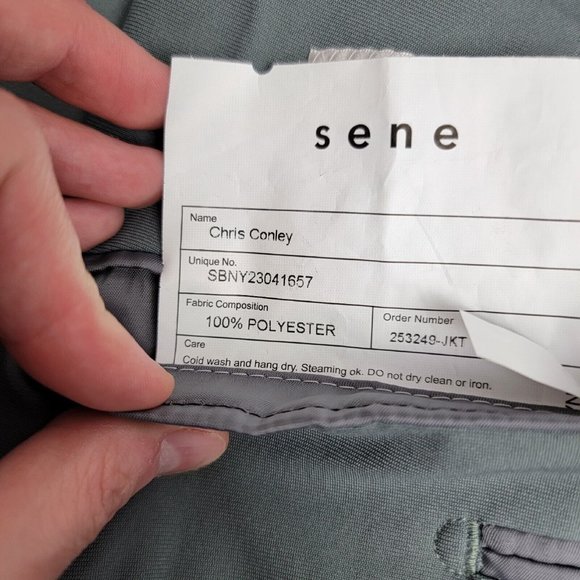 sene
Name
Chris Conley
Unique No.
SBNY23041657
Fabric Composition
100% POLYESTER
Order Number
253249-JKT
Care
Cold wash and hang dry. Steaming ok. DO not dry clean or iron.